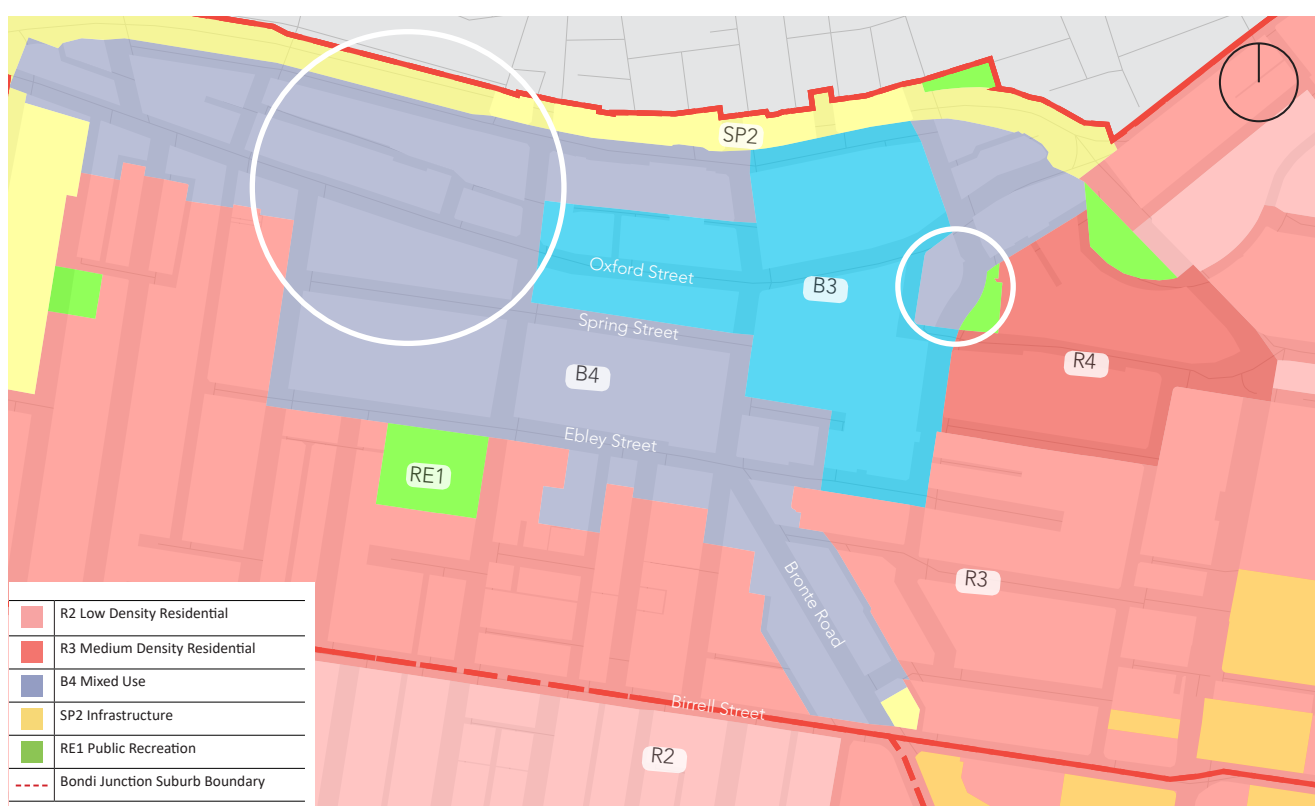 SP2
Oxford Street
B3
Spring Street
R4
B4
Ebley Street
RE1
Bronte Road
R3
Birrell Street
R2
R2 Low Density Residential
R3 Medium Density Residential
B4 Mixed Use
SP2 Infrastructure
RE1 Public Recreation
Bondi Junction Suburb Boundary